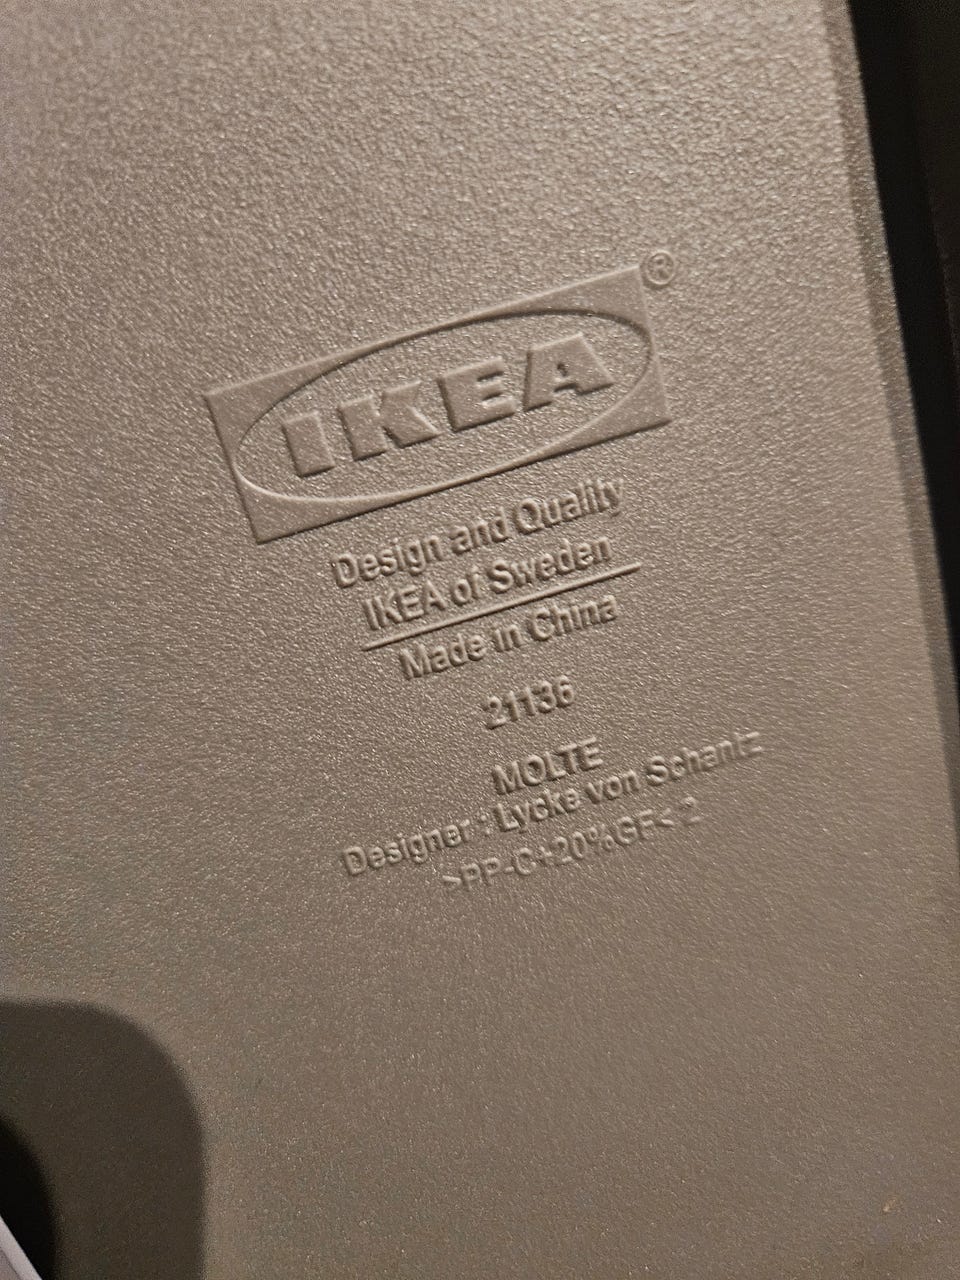 IKEA®
Design and Quality
IKEA of Sweden
Made in China
21136
MOLTE
Designer : Lycke von Schantz
>PP-C+20%GF< 2